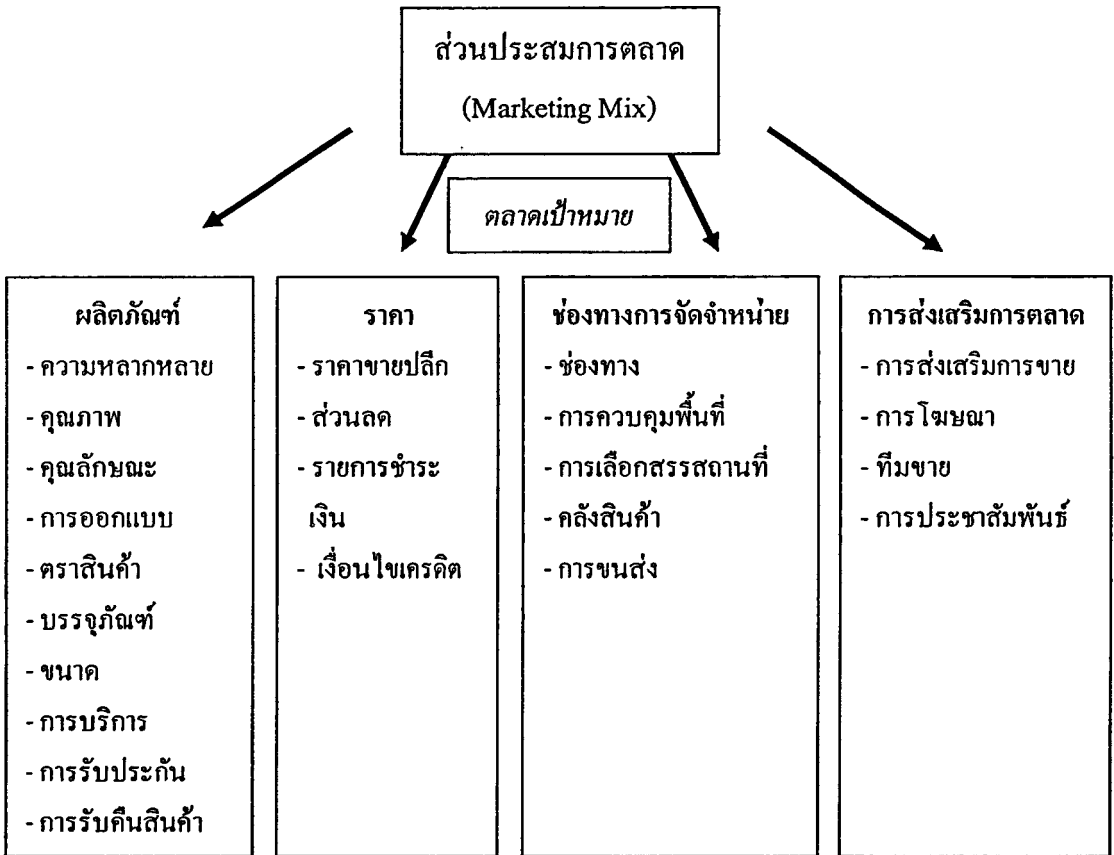 ส่วนประสมการตลาด
(Marketing Mix)
ตลาดเป้าหมาย
ผลิตภัณฑ์
- ความหลากหลาย
- คุณภาพ
- คุณลักษณะ
- การออกแบบ
- ตราสินค้า
- บรรจุภัณฑ์
- ขนาด
- การบริการ
- การรับประกัน
- การรับคืนสินค้า
ราคา
- ราคาขายปลีก
- ส่วนลด
- รายการชำระ
เงิน
- เงื่อนไขเครดิต
ช่องทางการจัดจำหน่าย
- ช่องทาง
- การควบคุมพื้นที่
- การเลือกสรรสถานที่
- คลังสินค้า
- การขนส่ง
การส่งเสริมการตลาด
- การส่งเสริมการขาย
- การโฆษณา
- ทีมขาย
- การประชาสัมพันธ์